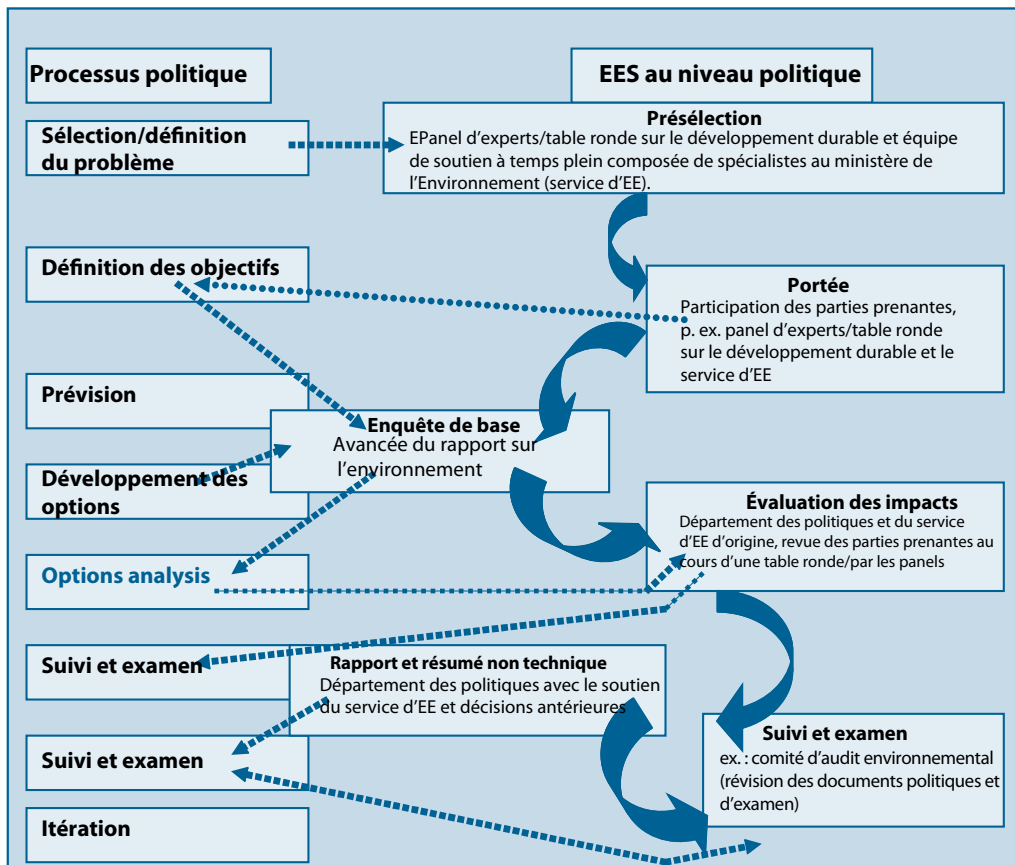 Processus politique
EES au niveau politique
Sélection/définition
du problème
Présélection
EPanel d’experts/table ronde sur le développement durable et équipe
de soutien à temps plein composée de spécialistes au ministère de
l’Environnement (service d’EE).
Définition des objectifs
Portée
Participation des parties prenantes,
p. ex. panel d’experts/table ronde
sur le développement durable et le
service d’EE
Prévision
Enquête de base
Avancée du rapport sur
l’environnement
Développement des
options
Évaluation des impacts
Département des politiques et du service
d’EE d’origine, revue des parties prenantes au
cours d’une table ronde/par les panels
Options analysis
Suivi et examen
Rapport et résumé non technique
Département des politiques avec le soutien
du service d’EE et décisions antérieures
Suivi et examen
Suivi et examen
ex. : comité d’audit environnemental
(révision des documents politiques et
d’examen)
Itération